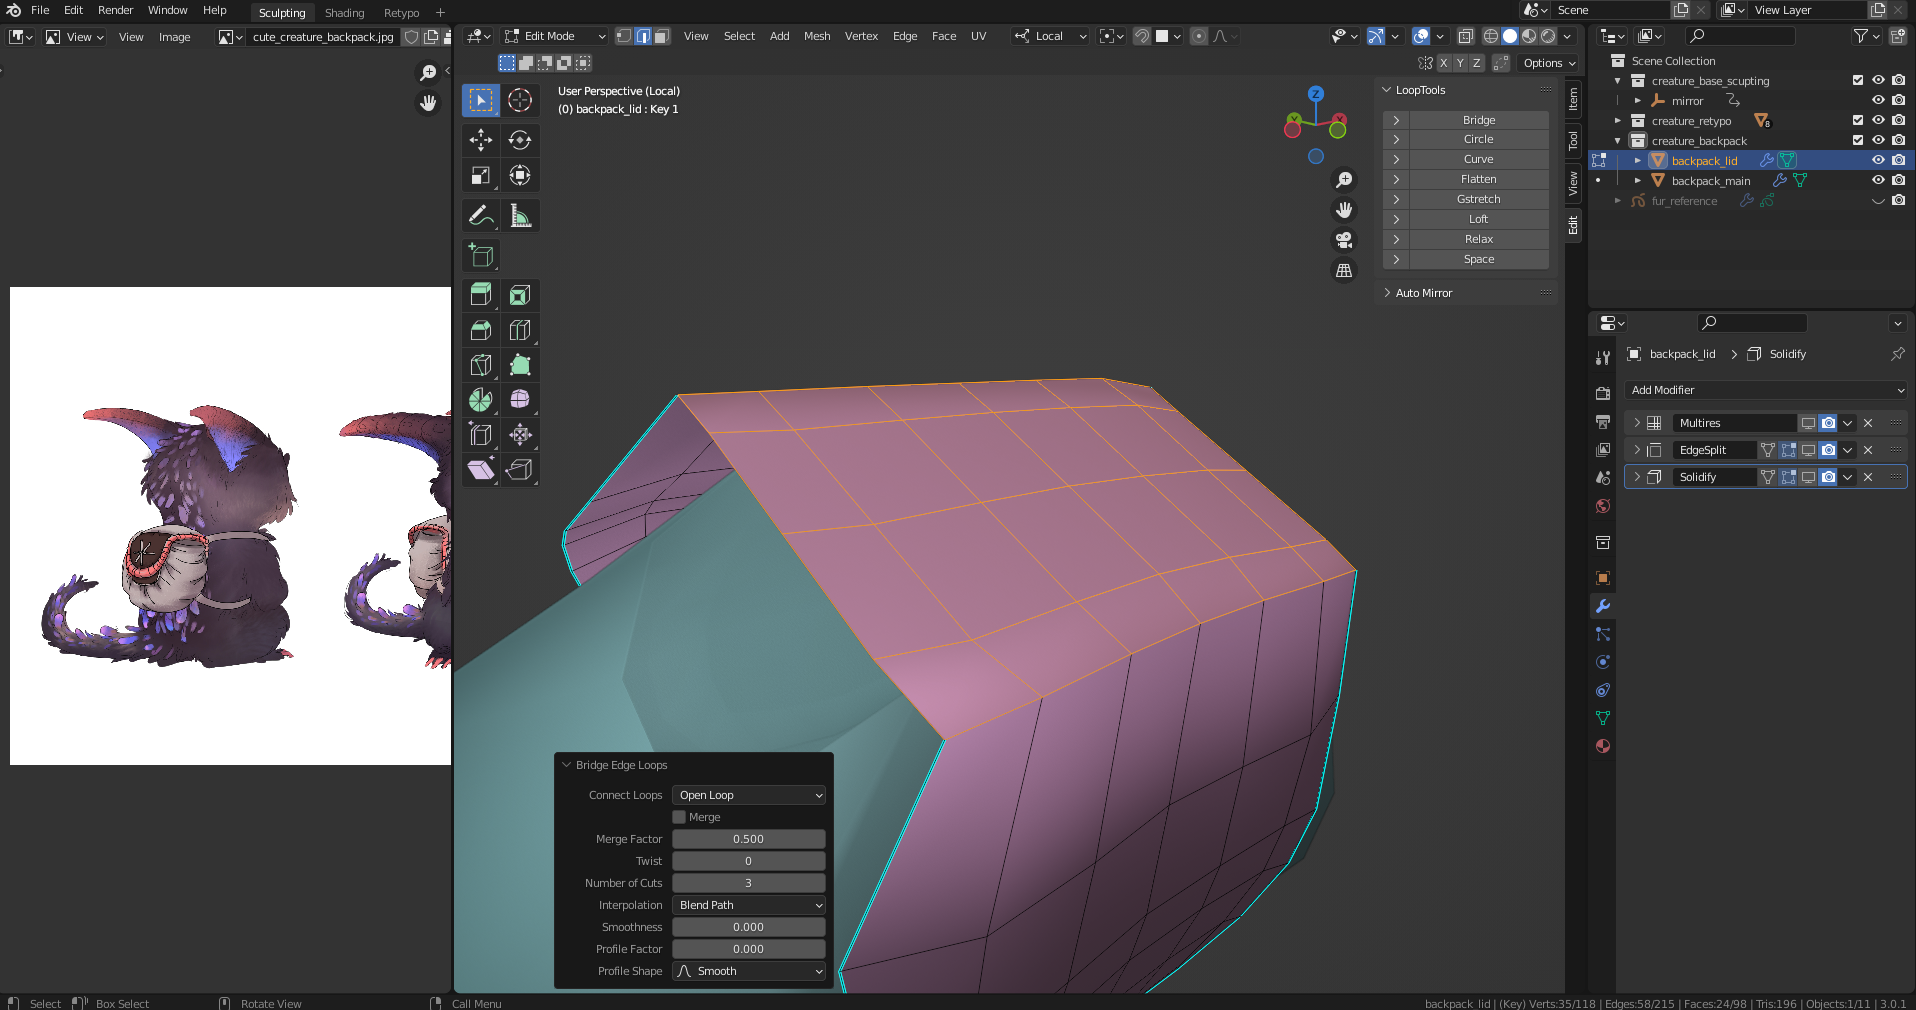 File Edit Render Window Help Sculpting Shading Retypo + Scene View Layer
View View Image cute_creature_backpack.jpg Edit Mode View Select Add Mesh Vertex Edge Face UV Local
X Y Z Options
User Perspective (Local)
(0) backpack_lid : Key 1
Z
Y
X
LoopTools
Bridge
Circle
Curve
Flatten
Gstretch
Loft
Relax
Space
Auto Mirror
Item
Tool
View
Edit
Scene Collection
creature_base_scupting
mirror
creature_retypo 8
creature_backpack
backpack_lid
backpack_main
fur_reference
backpack_lid Solidify
Add Modifier
Multires
EdgeSplit
Solidify
Bridge Edge Loops
Connect Loops Open Loop
Merge
Merge Factor 0.500
Twist 0
Number of Cuts 3
Interpolation Blend Path
Smoothness 0.000
Profile Factor 0.000
Profile Shape Smooth
Select Box Select Rotate View Call Menu backpack_lid | (Key) Verts:35/118 | Edges:58/215 | Faces:24/98 | Tris:196 | Objects:1/11 | 3.0.1